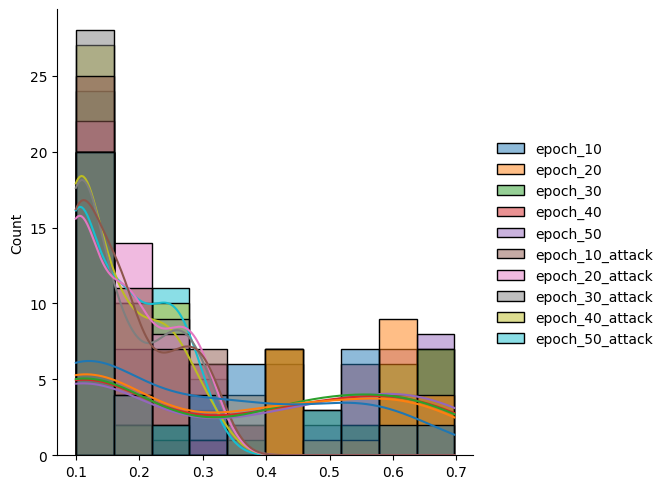 25
20
15
10
5
0
Count
0.1 0.2 0.3 0.4 0.5 0.6 0.7
epoch_10
epoch_20
epoch_30
epoch_40
epoch_50
epoch_10_attack
epoch_20_attack
epoch_30_attack
epoch_40_attack
epoch_50_attack